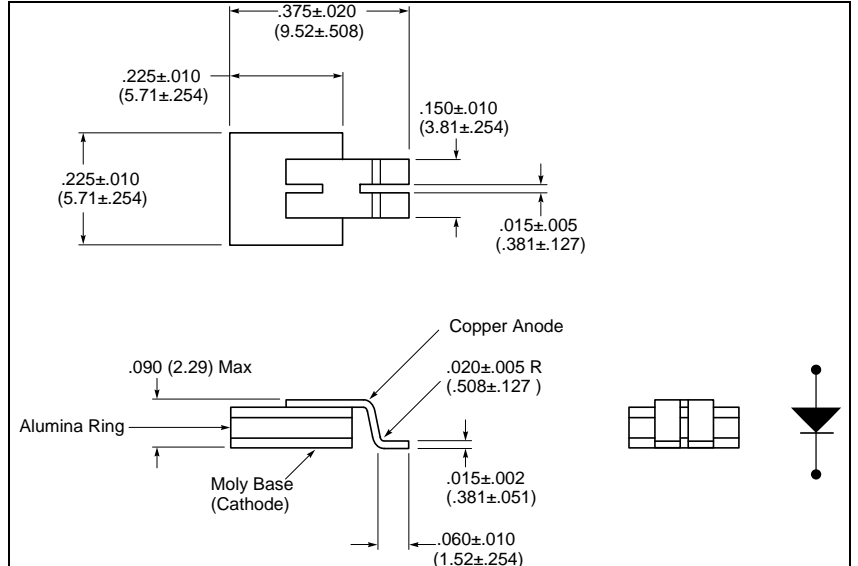 .375±.020
(9.52±.508)
.225±.010
(5.71±.254)
.150±.010
(3.81±.254)
.225±.010
(5.71±.254)
.015±.005
(.381±.127)
Copper Anode
.090 (2.29) Max
.020±.005 R
(.508±.127 )
Alumina Ring
Moly Base
(Cathode)
.015±.002
(.381±.051)
.060±.010
(1.52±.254)